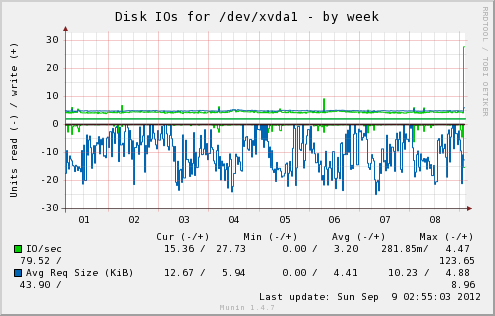 Disk IOs for /dev/xvda1 - by week
RRDTOOL / TOBI OETIKER
Units read (-) / write (+)
30
20
10
0
-10
-20
-30
01 02 03 04 05 06 07 08
Cur (-/+) Min (-/+) Avg (-/+) Max (-/+)
IO/sec 15.36 / 27.73 0.00 / 3.20 281.85m/ 4.47
79.52 / 123.65
Avg Req Size (KiB) 12.67 / 5.94 0.00 / 4.41 10.23 / 4.88
43.90 / 8.96
Last update: Sun Sep 9 02:55:03 2012
Munin 1.4.7